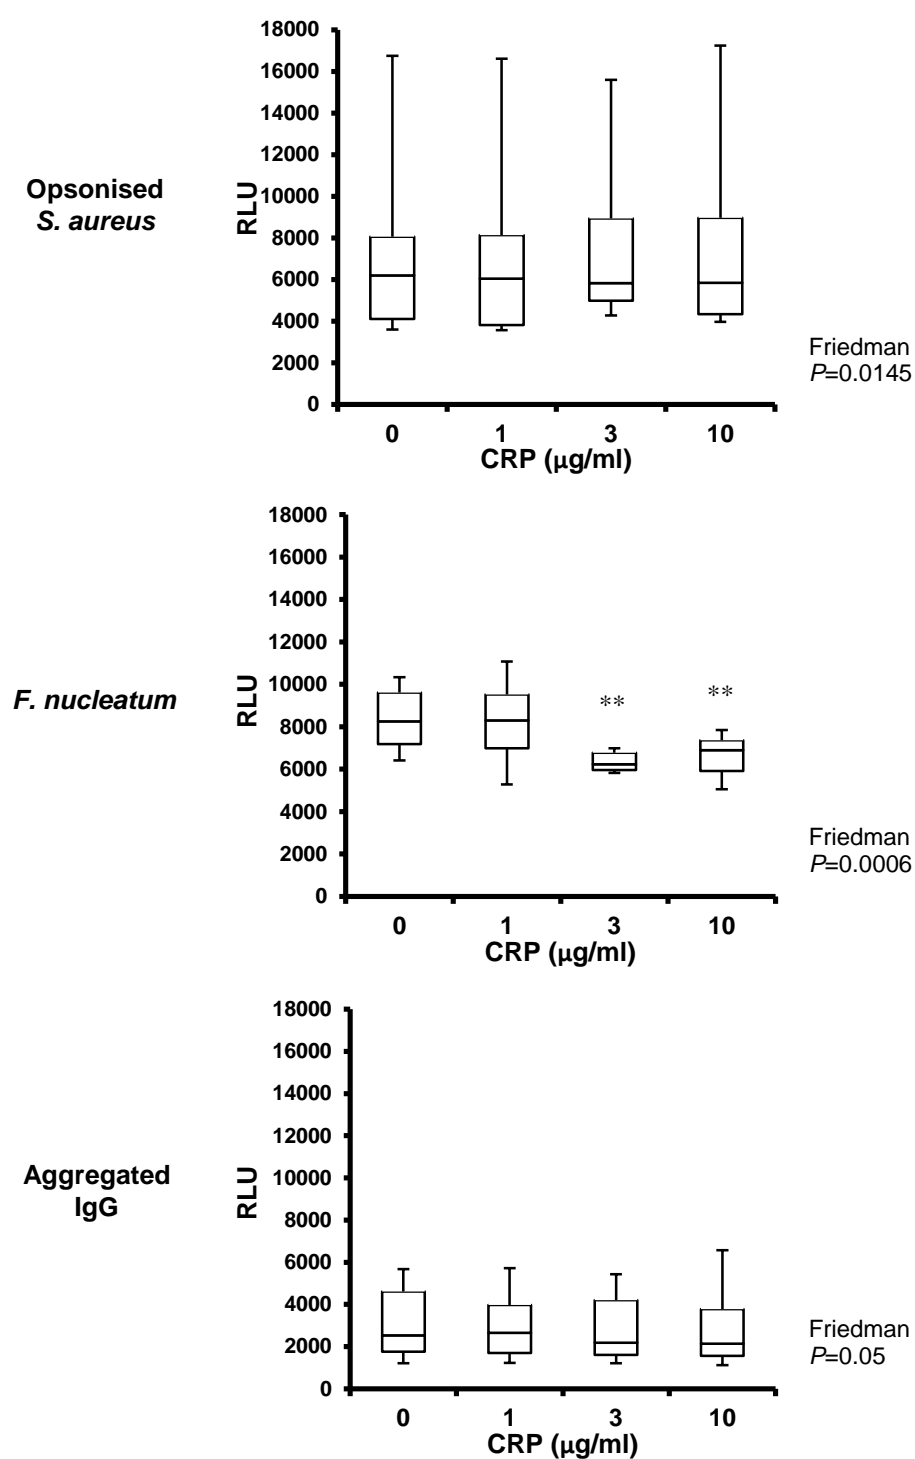 18000
16000
14000
12000
10000
8000
6000
4000
2000
0
RLU
Opsonised
S. aureus
0 1 3 10
CRP (µg/ml)
Friedman
P=0.0145
18000
16000
14000
12000
10000
8000
6000
4000
2000
0
RLU
F. nucleatum
** **
0 1 3 10
CRP (µg/ml)
Friedman
P=0.0006
18000
16000
14000
12000
10000
8000
6000
4000
2000
0
RLU
Aggregated
IgG
0 1 3 10
CRP (µg/ml)
Friedman
P=0.05